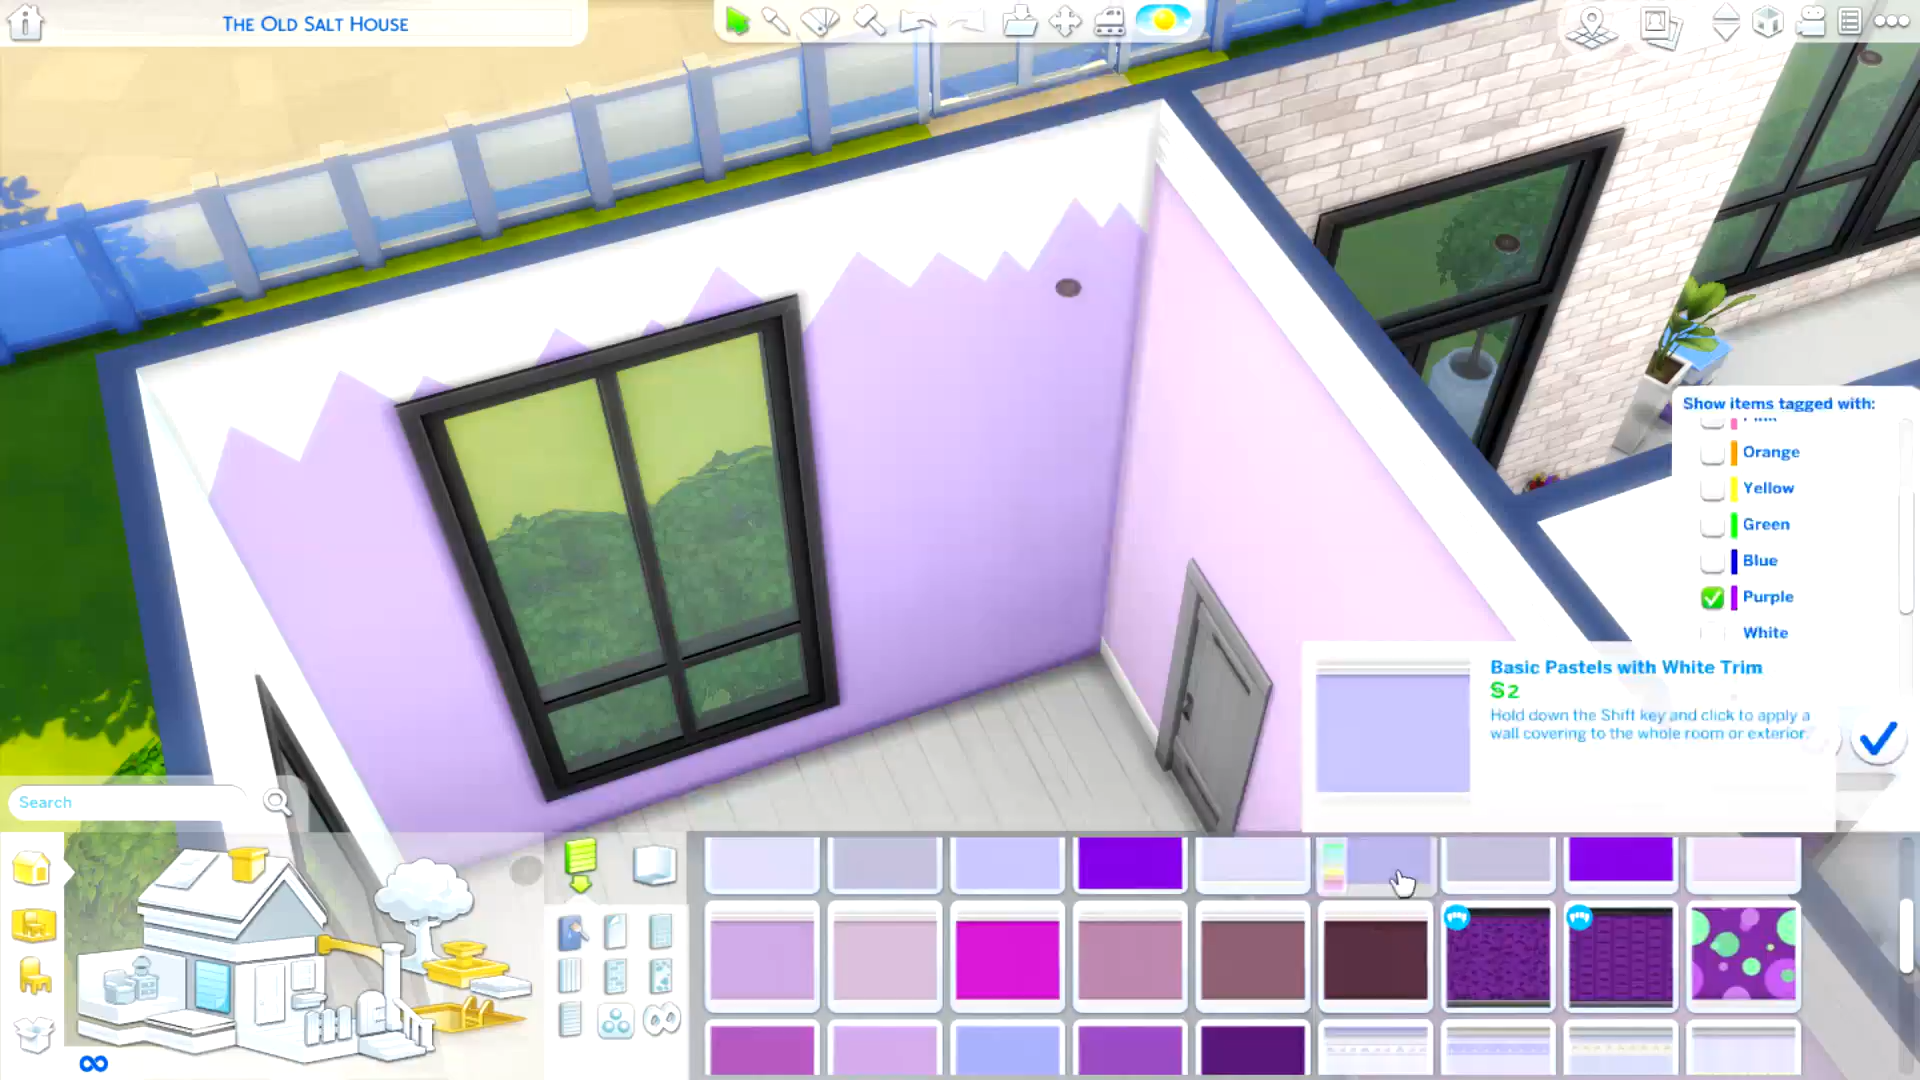 THE OLD SALT HOUSE
Show items tagged with:
Orange
Yellow
Green
Blue
Purple
White
Basic Pastels with White Trim
§2
Hold down the Shift key and click to apply a
wall covering to the whole room or exterior.
Search